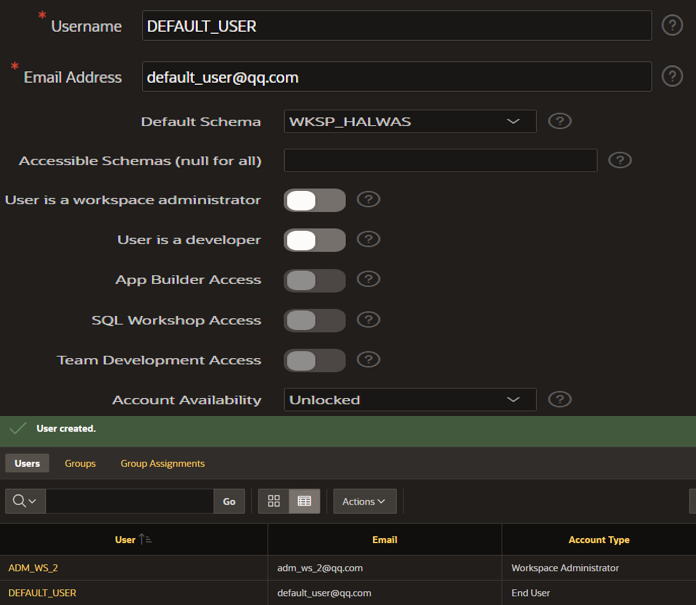 * Username DEFAULT_USER ?
* Email Address default_user@qq.com ?
Default Schema WKSP_HALWAS ?
Accessible Schemas (null for all) ?
User is a workspace administrator ?
User is a developer ?
App Builder Access ?
SQL Workshop Access ?
Team Development Access ?
Account Availability Unlocked ?
User created.
Users Groups Group Assignments
Go Actions
User Email Account Type
ADM_WS_2 adm_ws_2@qq.com Workspace Administrator
DEFAULT_USER default_user@qq.com End User